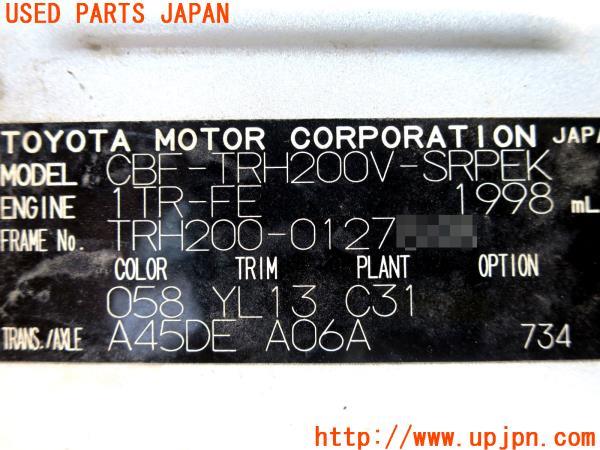 USED PARTS JAPAN
TOYOTA MOTOR CORPORATION JAPA
MODEL CBF-TRH200V-SRPEK
ENGINE 1TR-FE 1998 mL
FRAME No. TRH200-0127
COLOR TRIM PLANT OPTION
058 YL13 C31
TRANS./AXLE A45DE A06A 734
http://www.upjpn.com/